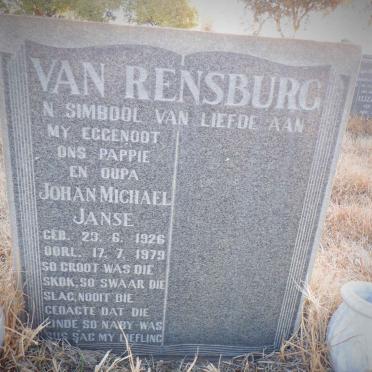 VAN RENSBURG
'N SIMBOOL VAN LIEFDE AAN
MY EGGENOOT
ONS PAPPIE
EN OUPA
JOHAN MICHAEL
JANSE
GEB. 23. 6. 1926
OORL. 17. 7. 1979
SO GROOT WAS DIE
SKOK, SO SWAAR DIE
SLAG, NOOIT DIE
GEDAGTE DAT DIE
EINDE SO NABY WAS
SAG MY LIEFLING